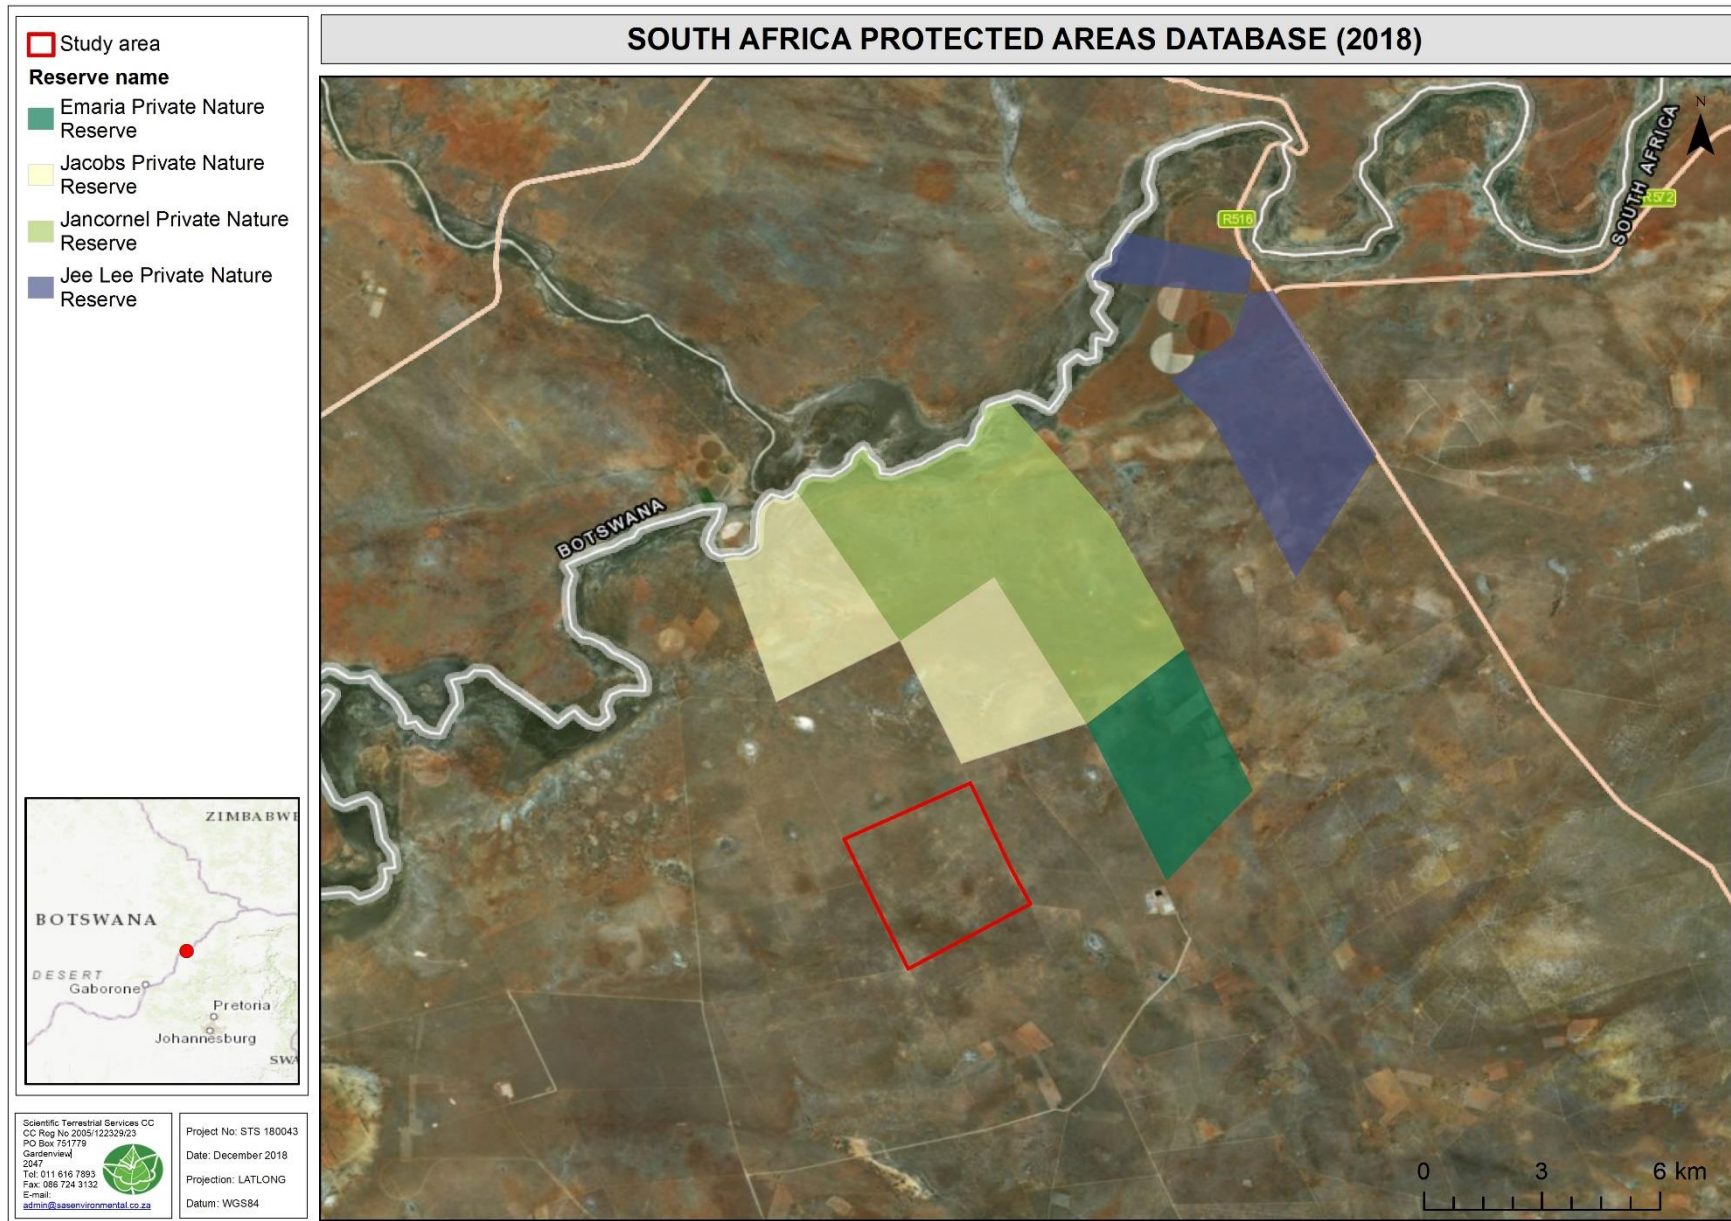 SOUTH AFRICA PROTECTED AREAS DATABASE (2018)
Study area
Reserve name
Emaria Private Nature
Reserve
Jacobs Private Nature
Reserve
Jancornel Private Nature
Reserve
Jee Lee Private Nature
Reserve
N
R516
R572
SOUTH AFRICA
BOTSWANA
ZIMBABWE
BOTSWANA
DESERT
Gaborone
Pretoria
Johannesburg
SWA
0 3 6 km
Scientific Terrestrial Services CC
CC Reg No 2005/122329/23
PO Box 751779
Gardenview
2047
Tel: 011 616 7893
Fax: 086 724 3132
E-mail:
admin@sasenvironmental.co.za
Project No: STS 180043
Date: December 2018
Projection: LATLONG
Datum: WGS84